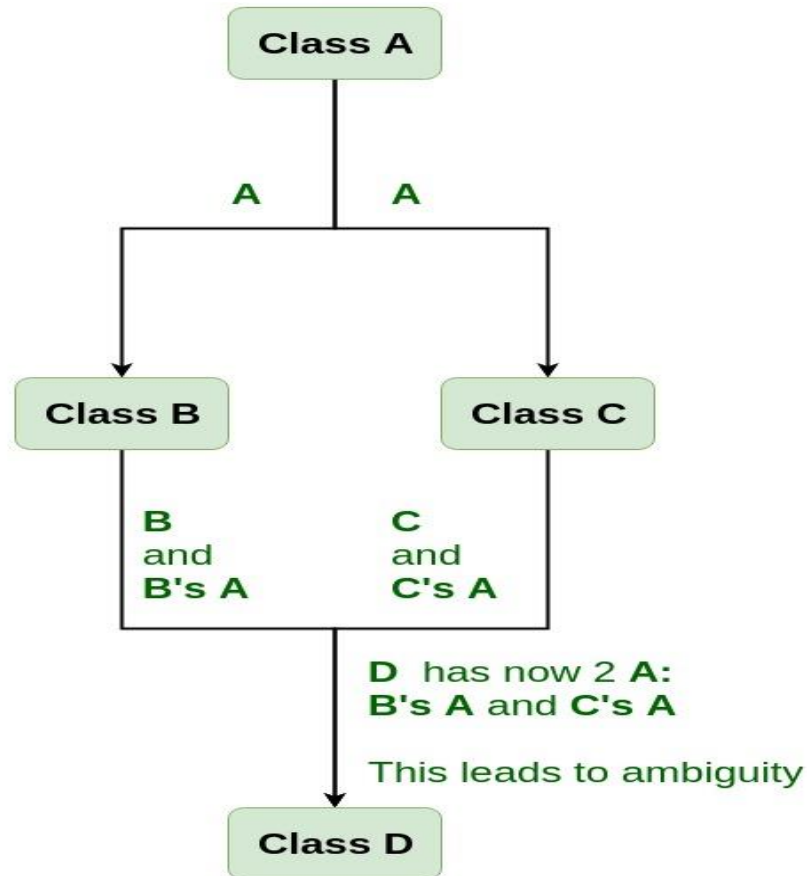 Class A
A
A
Class B
Class C
B
and
B's A
C
and
C's A
D has now 2 A:
B's A and C's A
This leads to ambiguity
Class D